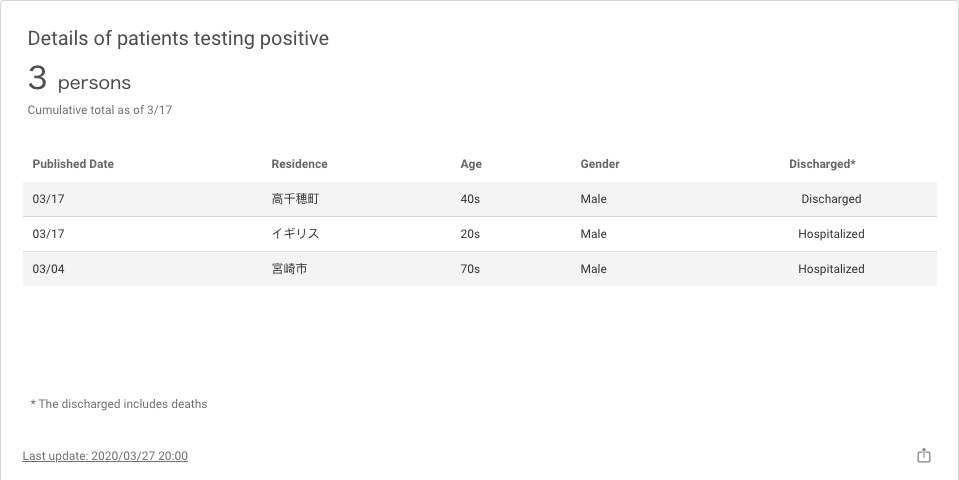 Details of patients testing positive
3 persons
Cumulative total as of 3/17
Published Date Residence Age Gender Discharged*
03/17 高千穂町 40s Male Discharged
03/17 イギリス 20s Male Hospitalized
03/04 宮崎市 70s Male Hospitalized
* The discharged includes deaths
Last update: 2020/03/27 20:00